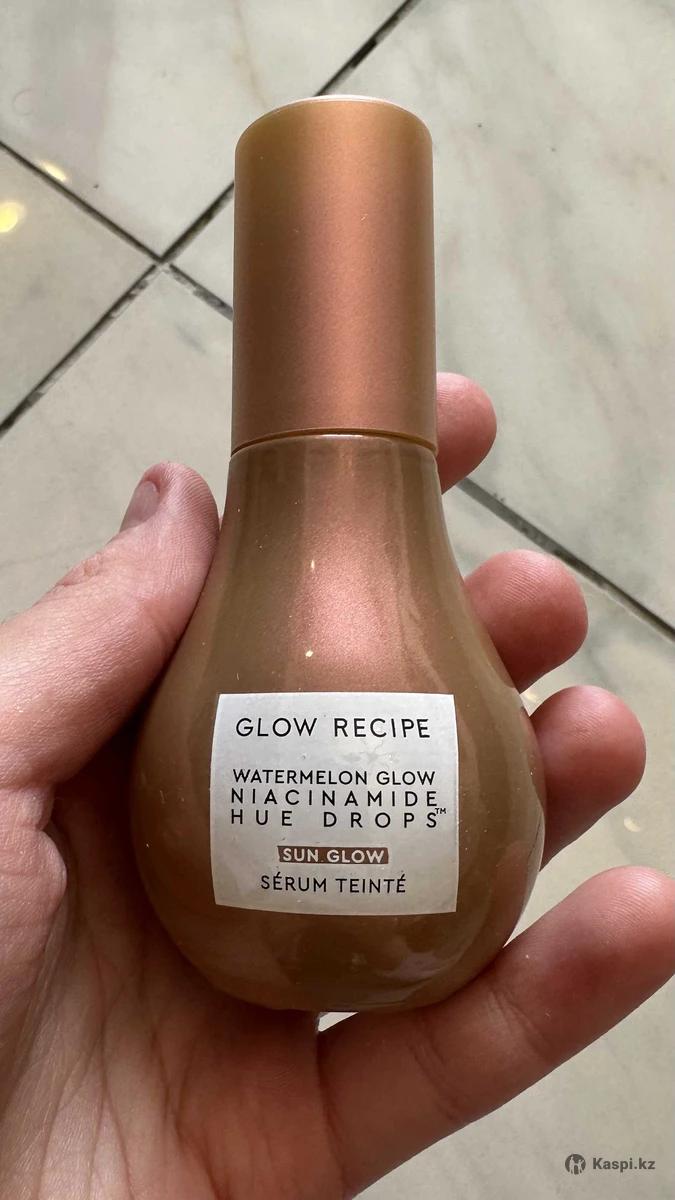 GLOW RECIPE
WATERMELON GLOW
NIACINAMIDE
HUE DROPS™
SUN GLOW
SÉRUM TEINTÉ
Kaspi.kz